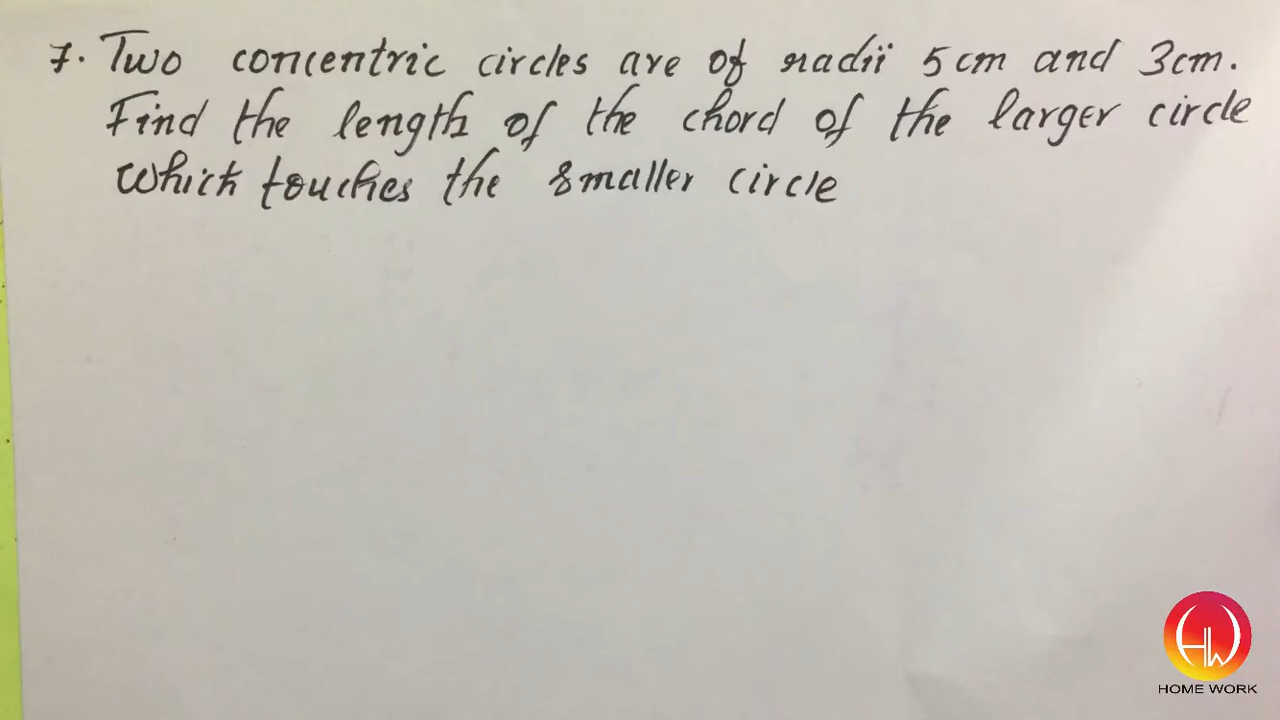 7. Two concentric circles are of radii 5cm and 3cm.
Find the length of the chord of the larger circle
which touches the smaller circle
HW
HOME WORK